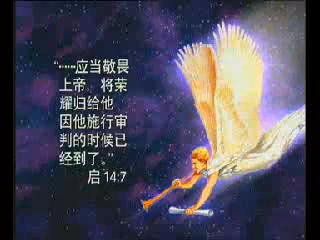 “……应当敬畏
上帝，将荣
耀归给他
因他施行审
判的时候已
经到了。”
启 14:7